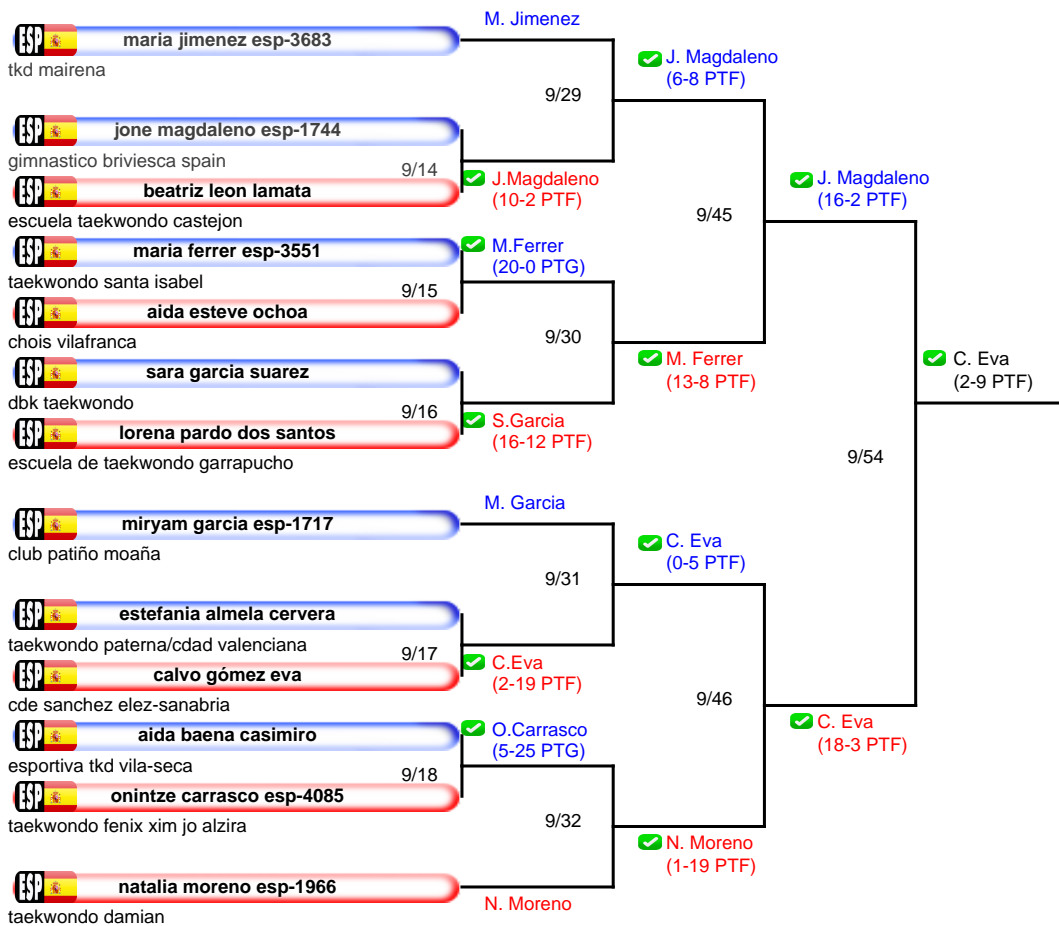 M. Jimenez
ESP maria jimenez esp-3683
tkd mairena
J. Magdaleno
(6-8 PTF)
9/29
ESP jone magdaleno esp-1744
gimnastico briviesca spain
9/14
J.Magdaleno
(10-2 PTF)
ESP beatriz leon lamata
escuela taekwondo castejon
J. Magdaleno
(16-2 PTF)
9/45
ESP maria ferrer esp-3551
M.Ferrer
(20-0 PTG)
taekwondo santa isabel
9/15
ESP aida esteve ochoa
chois vilafranca
9/30
M. Ferrer
(13-8 PTF)
ESP sara garcia suarez
dbk taekwondo
9/16
S.Garcia
(16-12 PTF)
ESP lorena pardo dos santos
escuela de taekwondo garrapucho
C. Eva
(2-9 PTF)
9/54
M. Garcia
ESP miryam garcia esp-1717
club patiño moaña
C. Eva
(0-5 PTF)
9/31
ESP estefania almela cervera
taekwondo paterna/cdad valenciana
9/17
C.Eva
(2-19 PTF)
ESP calvo gómez eva
cde sanchez elez-sanabria
9/46
C. Eva
(18-3 PTF)
ESP aida baena casimiro
O.Carrasco
(5-25 PTG)
esportiva tkd vila-seca
9/18
ESP onintze carrasco esp-4085
taekwondo fenix xim jo alzira
9/32
N. Moreno
(1-19 PTF)
ESP natalia moreno esp-1966
N. Moreno
taekwondo damian